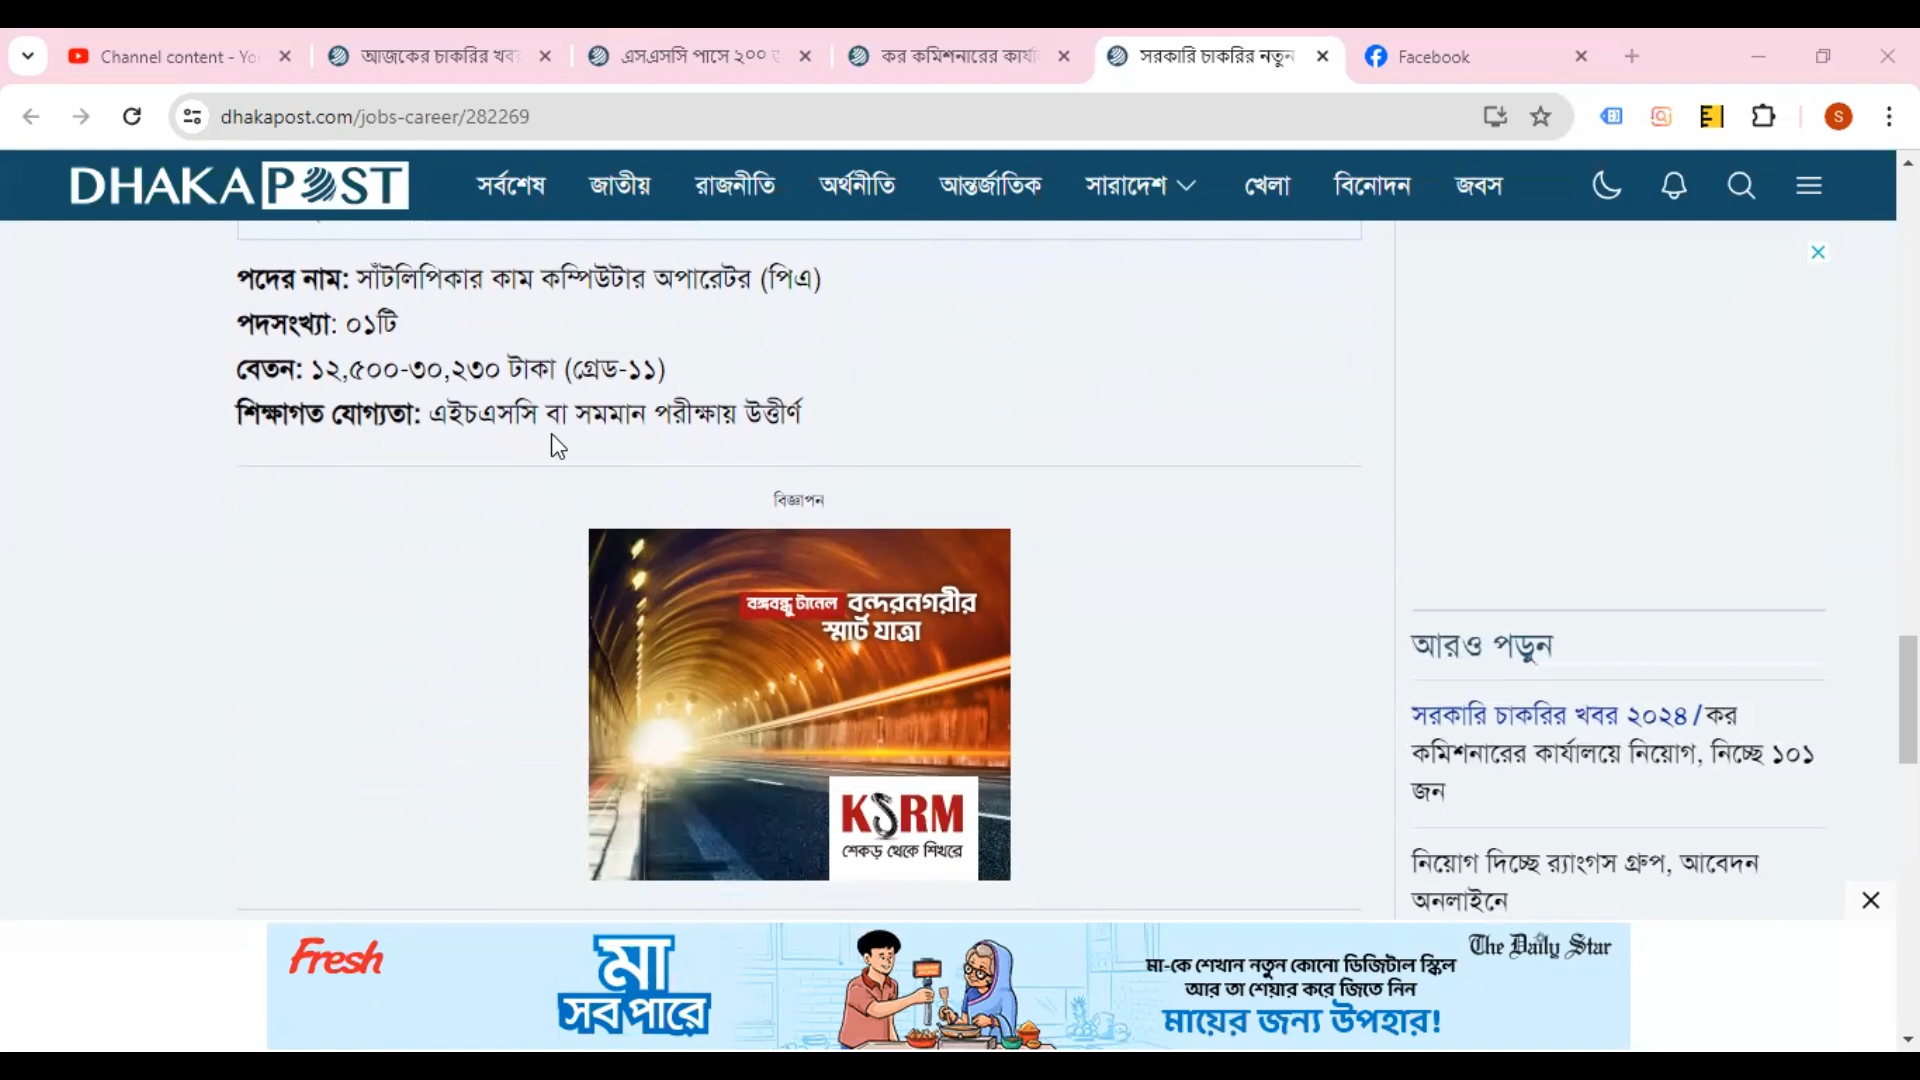 Channel content - Yo
আজকের চাকরির খবর
এসএসসি পাসে ২০০ জ
কর কমিশনারের কার্যা
সরকারি চাকরির নতুন
Facebook
dhakapost.com/jobs-career/282269
S
DHAKA POST
সর্বশেষ
জাতীয়
রাজনীতি
অর্থনীতি
আন্তর্জাতিক
সারাদেশ
খেলা
বিনোদন
জবস
পদের নাম: সাঁটলিপিকার কাম কম্পিউটার অপারেটর (পিএ)
পদসংখ্যা: ০১টি
বেতন: ১২,৫০০-৩০,২৩০ টাকা (গ্রেড-১১)
শিক্ষাগত যোগ্যতা: এইচএসসি বা সমমান পরীক্ষায় উত্তীর্ণ
বিজ্ঞাপন
বঙ্গবন্ধু টানেল বন্দরনগরীর
স্মার্ট যাত্রা
KSRM
শেকড় থেকে শিখরে
আরও পড়ুন
সরকারি চাকরির খবর ২০২৪/কর
কমিশনারের কার্যালয়ে নিয়োগ, নিচ্ছে ১০১
জন
নিয়োগ দিচ্ছে র‍্যাংগস গ্রুপ, আবেদন
অনলাইনে
Fresh
মা
সব পারে
মা-কে শেখান নতুন কোনো ডিজিটাল স্কিল
আর তা শেয়ার করে জিতে নিন
মায়ের জন্য উপহার!
The Daily Star